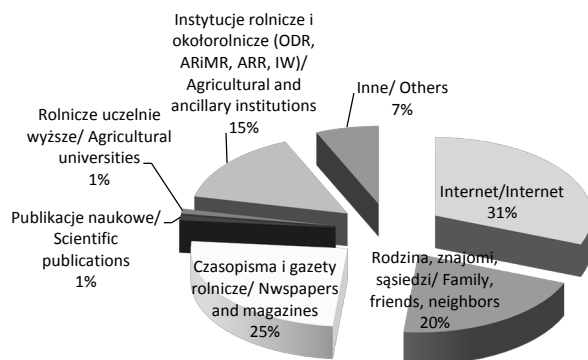 Instytucje rolnicze i
okołorolnicze (ODR,
ARiMR, ARR, IW)/
Agricultural and
ancillary institutions
15%
Inne/ Others
7%
Rolnicze uczelnie
wyższe/ Agricultural
universities
1%
Internet/Internet
31%
Publikacje naukowe/
Scientific
publications
1%
Rodzina, znajomi,
sąsiedzi/ Family,
friends, neighbors
20%
Czasopisma i gazety
rolnicze/ Nwspapers
and magazines
25%